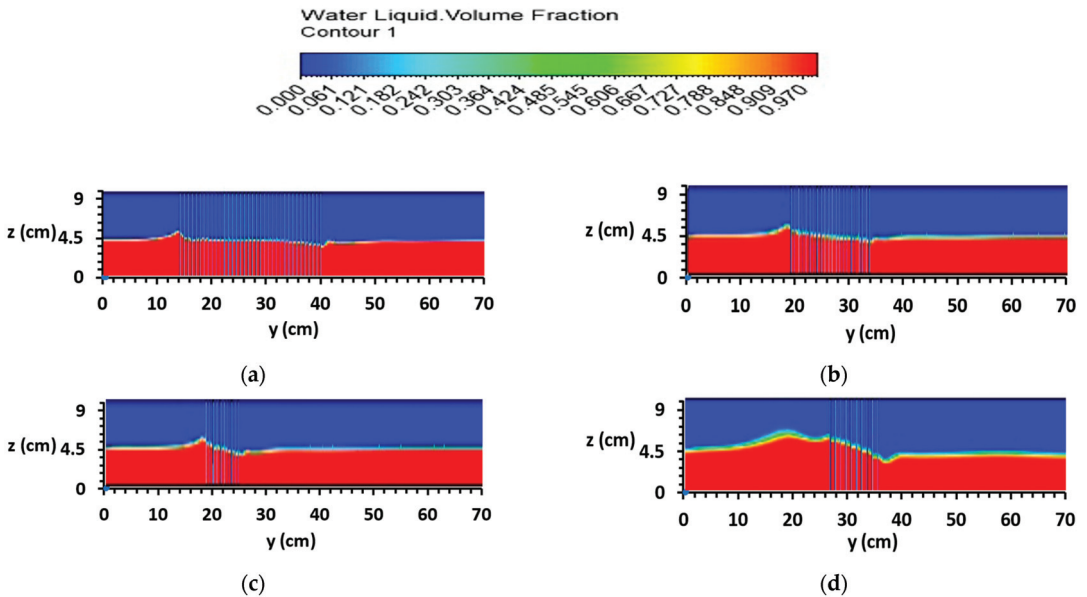 Water Liquid.Volume Fraction
Contour 1
0.000 0.061 0.121 0.182 0.242 0.303 0.364 0.424 0.485 0.545 0.606 0.667 0.727 0.788 0.848 0.909 0.970
9
z (cm) 4.5
0
0 10 20 30 40 50 60 70
y (cm)
(a)
9
z (cm) 4.5
0
0 10 20 30 40 50 60 70
y (cm)
(b)
9
z (cm) 4.5
0
0 10 20 30 40 50 60 70
y (cm)
(c)
9
z (cm) 4.5
0
0 10 20 30 40 50 60 70
y (cm)
(d)